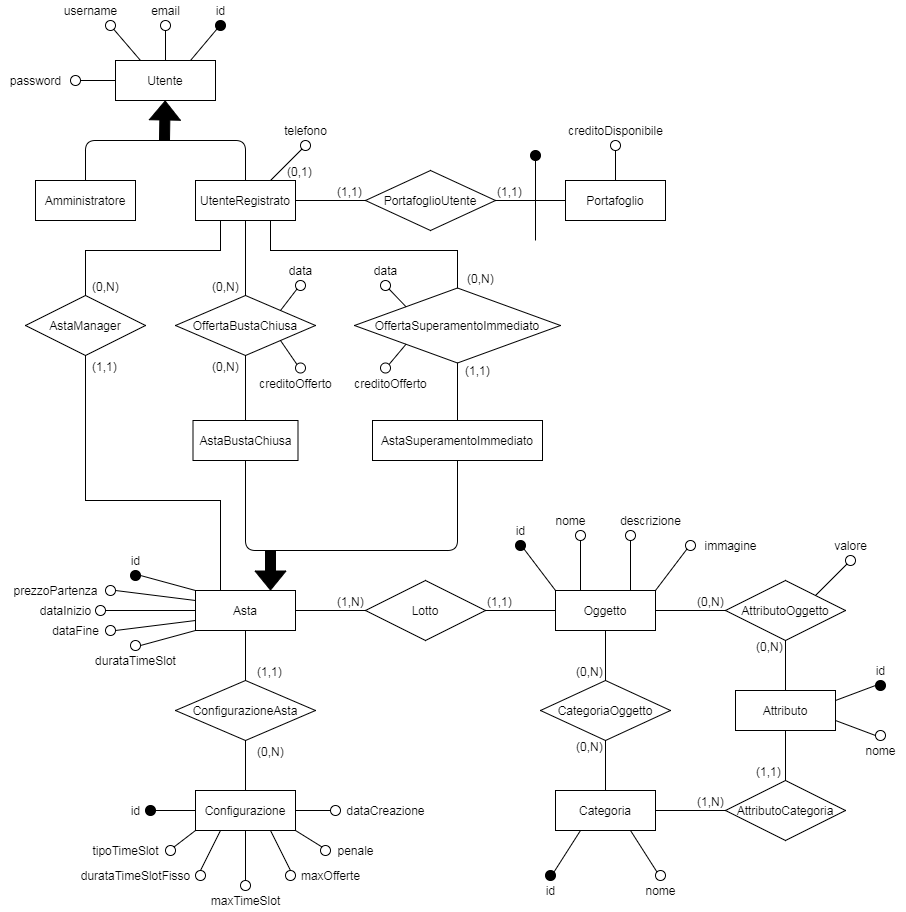 username
email
id
password
Utente
telefono
creditoDisponibile
(0,1)
Amministratore
UtenteRegistrato
(1,1)
PortafoglioUtente
(1,1)
Portafoglio
data
data
(0,N)
(0,N)
(0,N)
AstaManager
OffertaBustaChiusa
OffertaSuperamentoImmediato
(1,1)
(0,N)
(1,1)
creditoOfferto
creditoOfferto
AstaBustaChiusa
AstaSuperamentoImmediato
id
nome
descrizione
immagine
valore
id
prezzoPartenza
dataInizio
dataFine
durataTimeSlot
Asta
(1,N)
Lotto
(1,1)
Oggetto
(0,N)
AttributoOggetto
(0,N)
(1,1)
(0,N)
id
ConfigurazioneAsta
CategoriaOggetto
Attributo
nome
(0,N)
(0,N)
(1,1)
id
Configurazione
dataCreazione
Categoria
(1,N)
AttributoCategoria
tipoTimeSlot
penale
durataTimeSlotFisso
maxOfferte
maxTimeSlot
id
nome